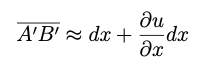 $\overline{A'B'} \approx dx + \frac{\partial u}{\partial x} dx$